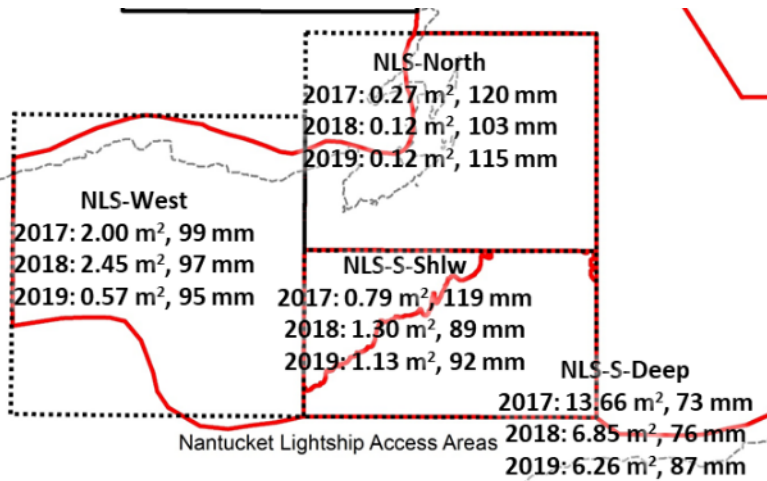 NLS-North
2017: 0.27 m², 120 mm
2018: 0.12 m², 103 mm
2019: 0.12 m², 115 mm
NLS-West
2017: 2.00 m², 99 mm
2018: 2.45 m², 97 mm
2019: 0.57 m², 95 mm
NLS-S-Shlw
2017: 0.79 m², 119 mm
2018: 1.30 m², 89 mm
2019: 1.13 m², 92 mm
NLS-S-Deep
2017: 13.66 m², 73 mm
2018: 6.85 m², 76 mm
2019: 6.26 m², 87 mm
Nantucket Lightship Access Areas